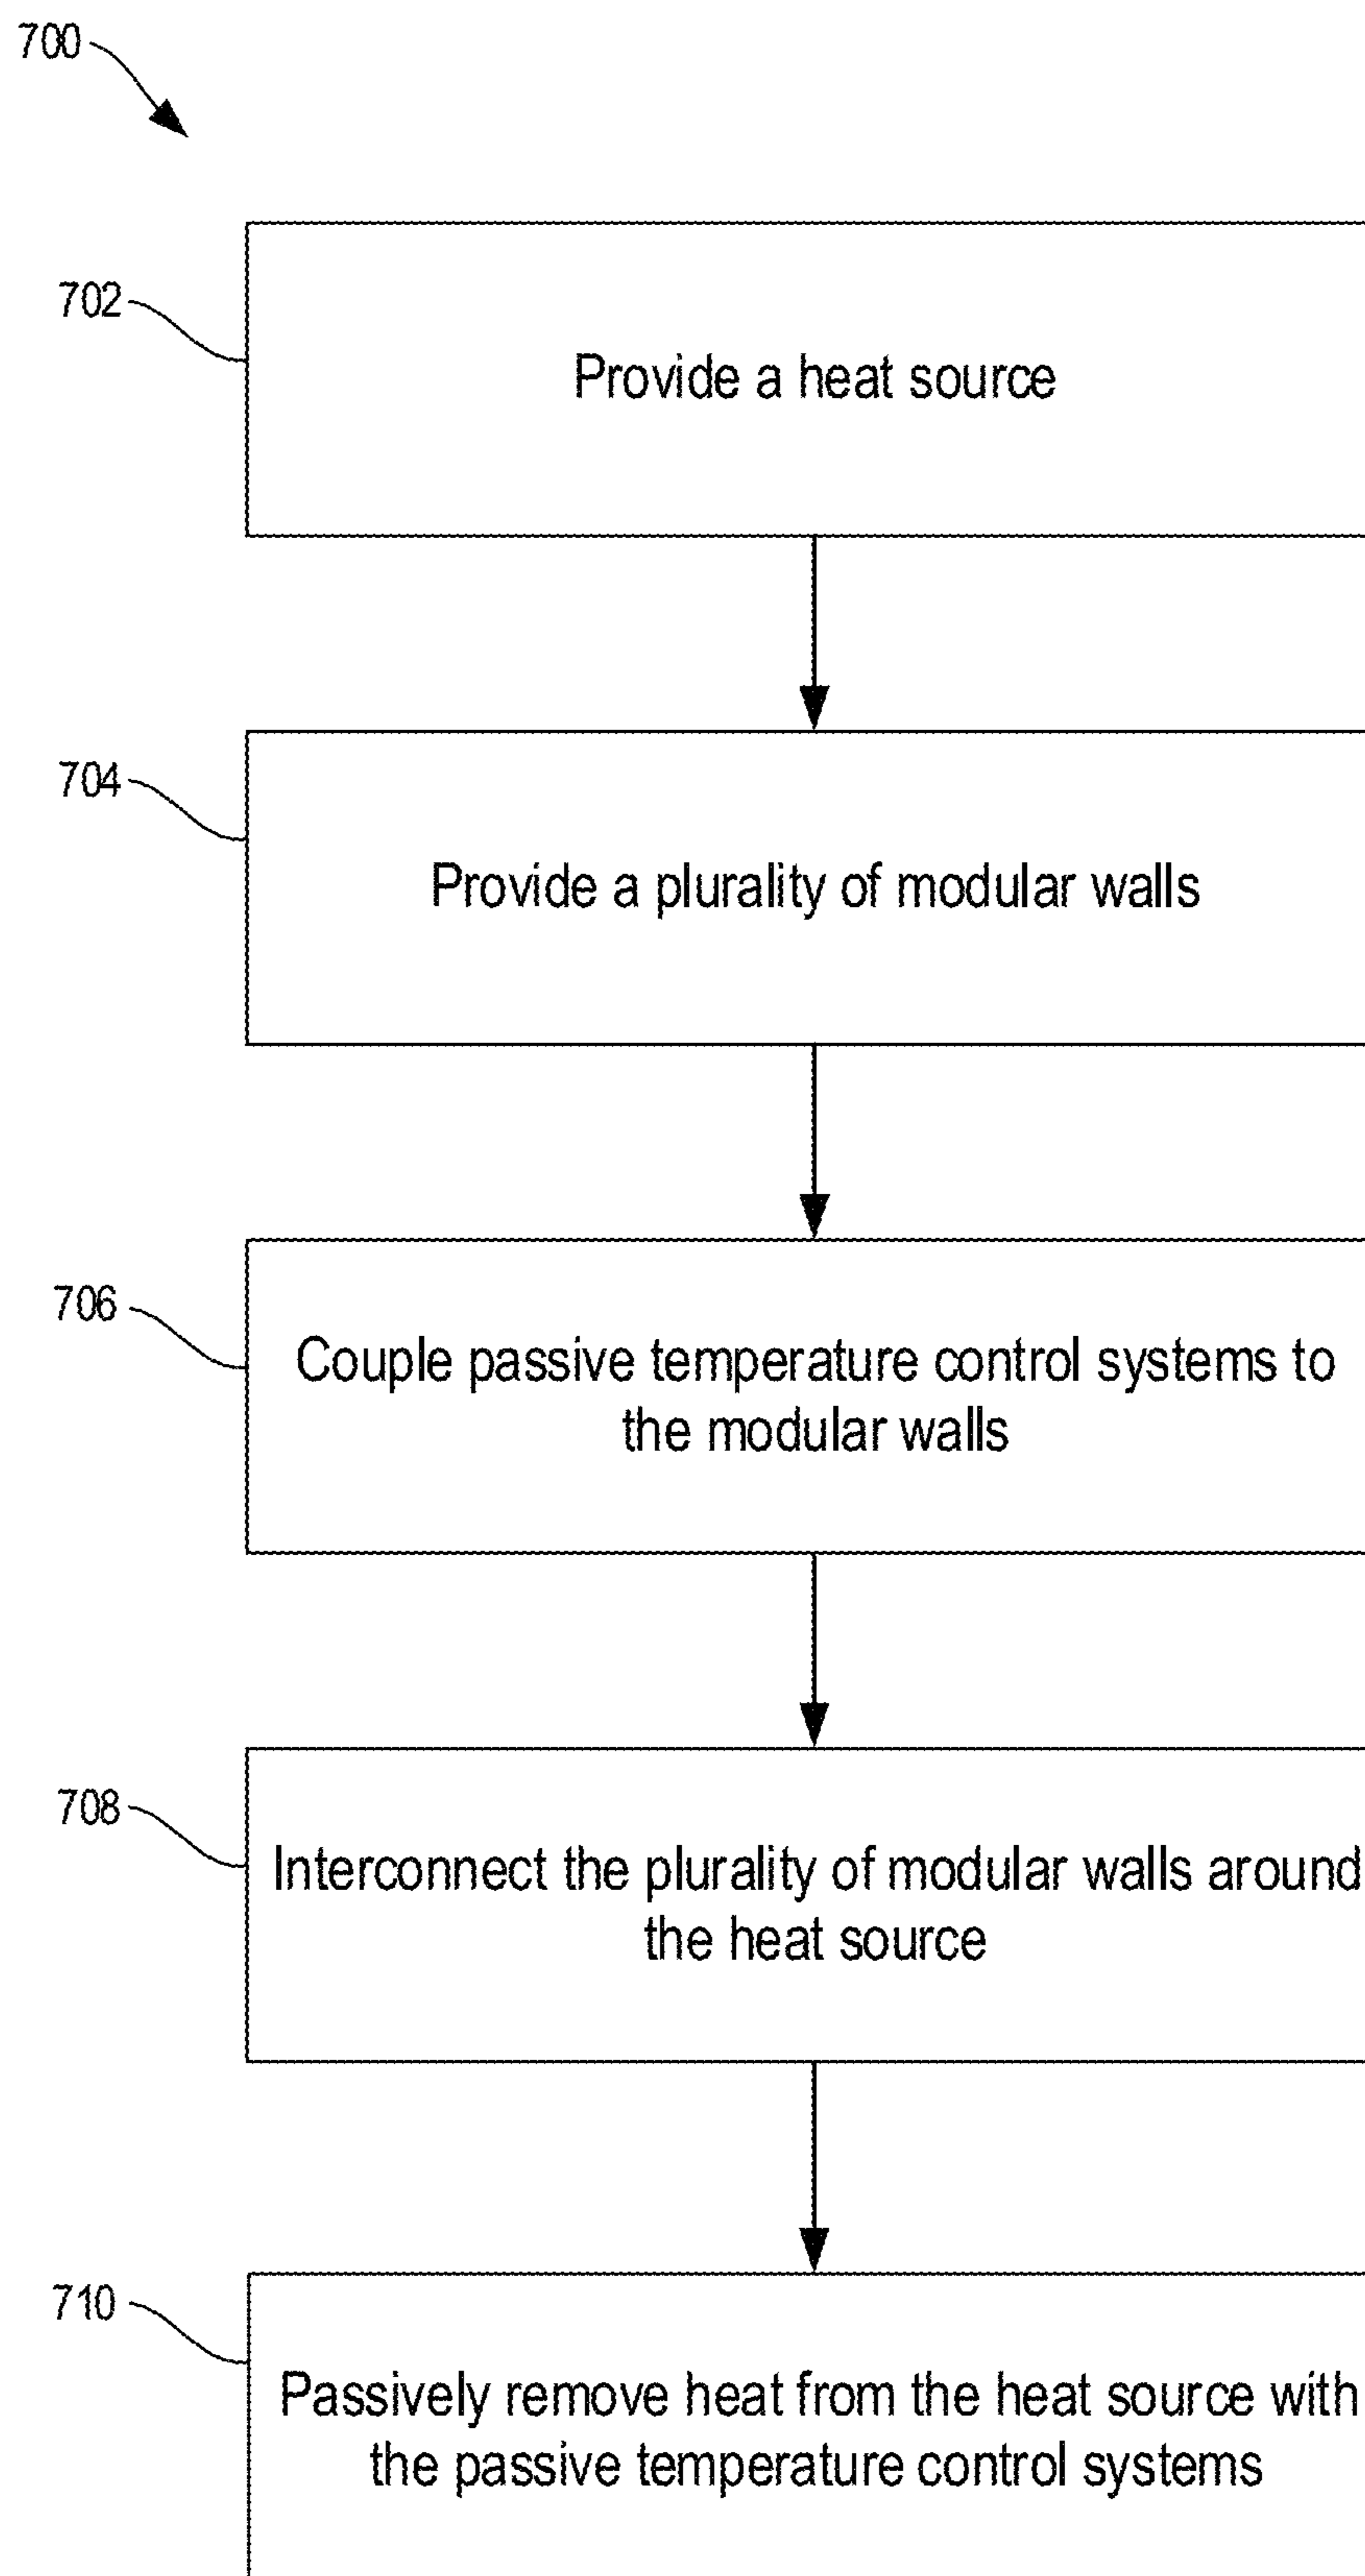 700
702
Provide a heat source
704
Provide a plurality of modular walls
706
Couple passive temperature control systems to
the modular walls
708
Interconnect the plurality of modular walls around
the heat source
710
Passively remove heat from the heat source with
the passive temperature control systems